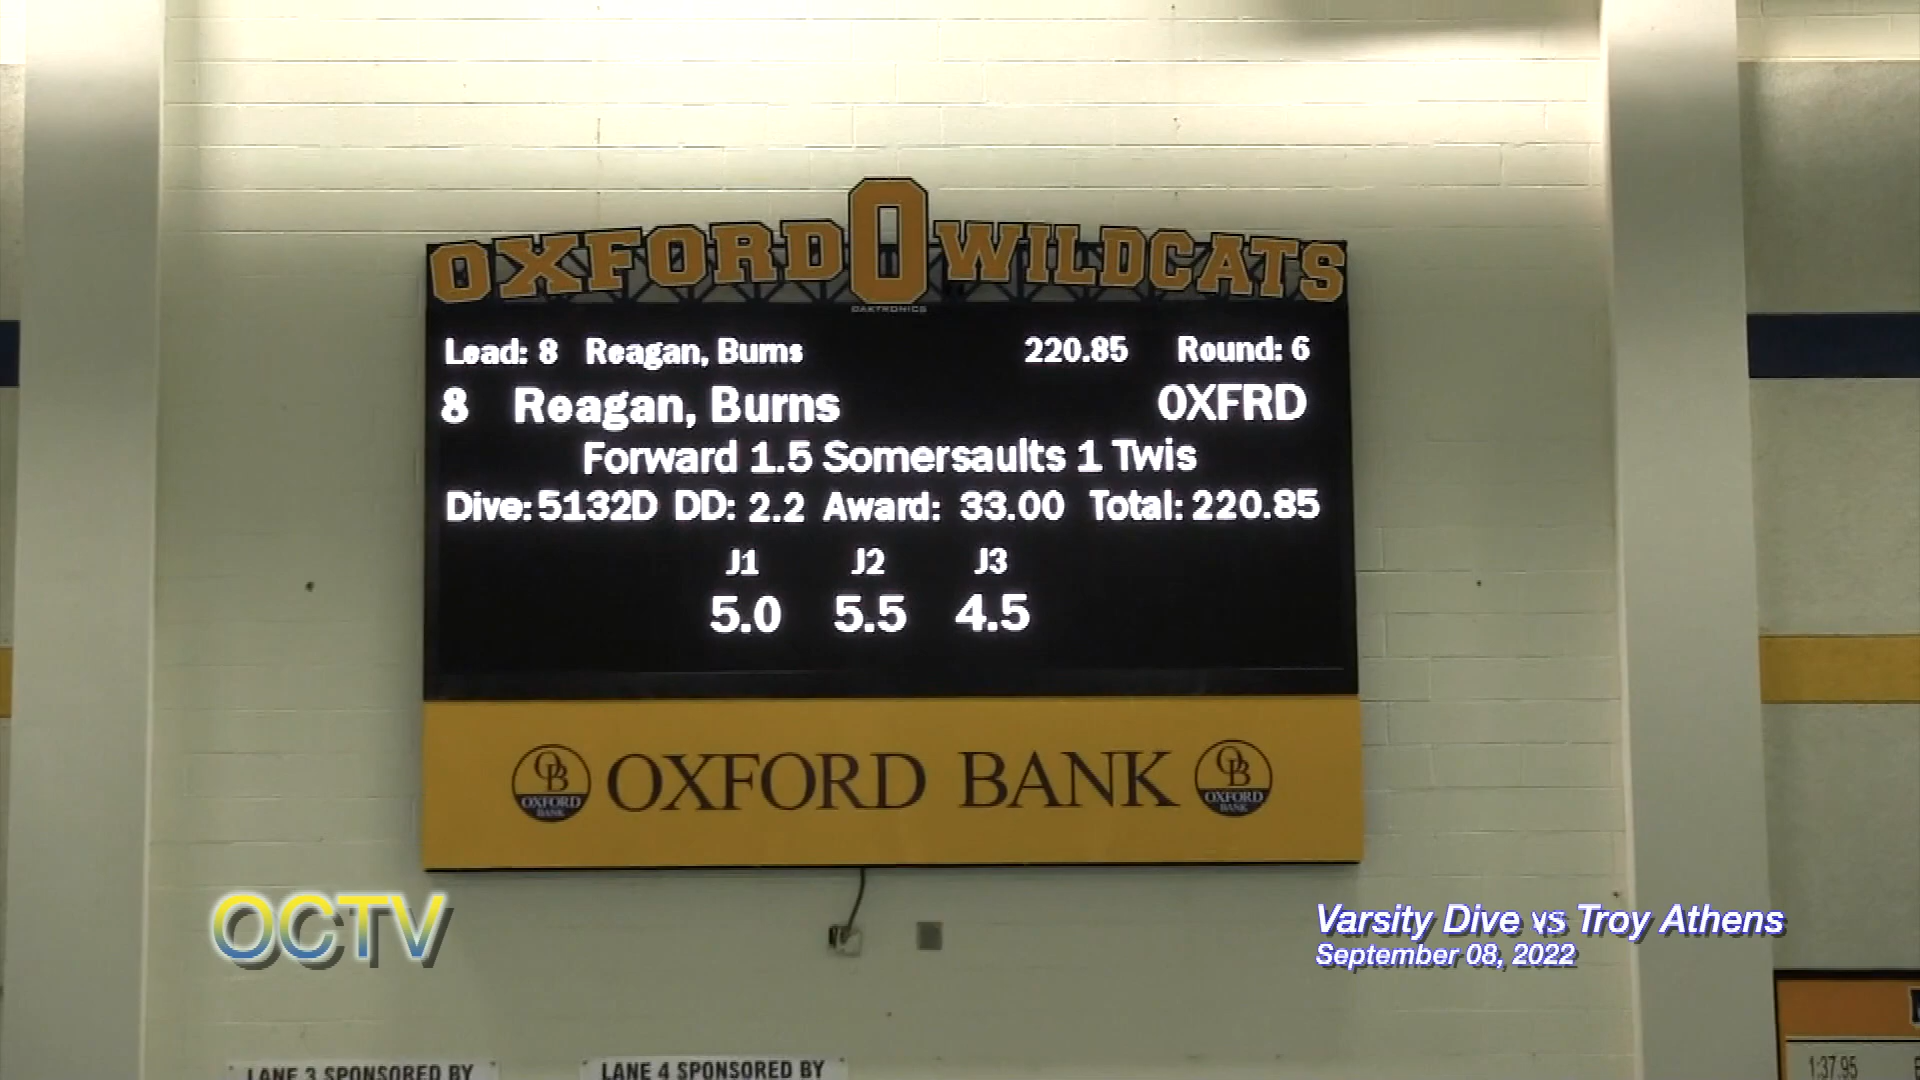 OXFORD O WILDCATS
DAKTRONICS
Lead: 8 Reagan, Burns 220.85 Round: 6
8 Reagan, Burns OXFRD
Forward 1.5 Somersaults 1 Twis
Dive: 5132D DD: 2.2 Award: 33.00 Total: 220.85
J1 J2 J3
5.0 5.5 4.5
OB OXFORD BANK OXFORD BANK OB OXFORD BANK
OCTV
Varsity Dive vs Troy Athens
September 08, 2022
LANE 3 SPONSORED BY LANE 4 SPONSORED BY
1:37.95